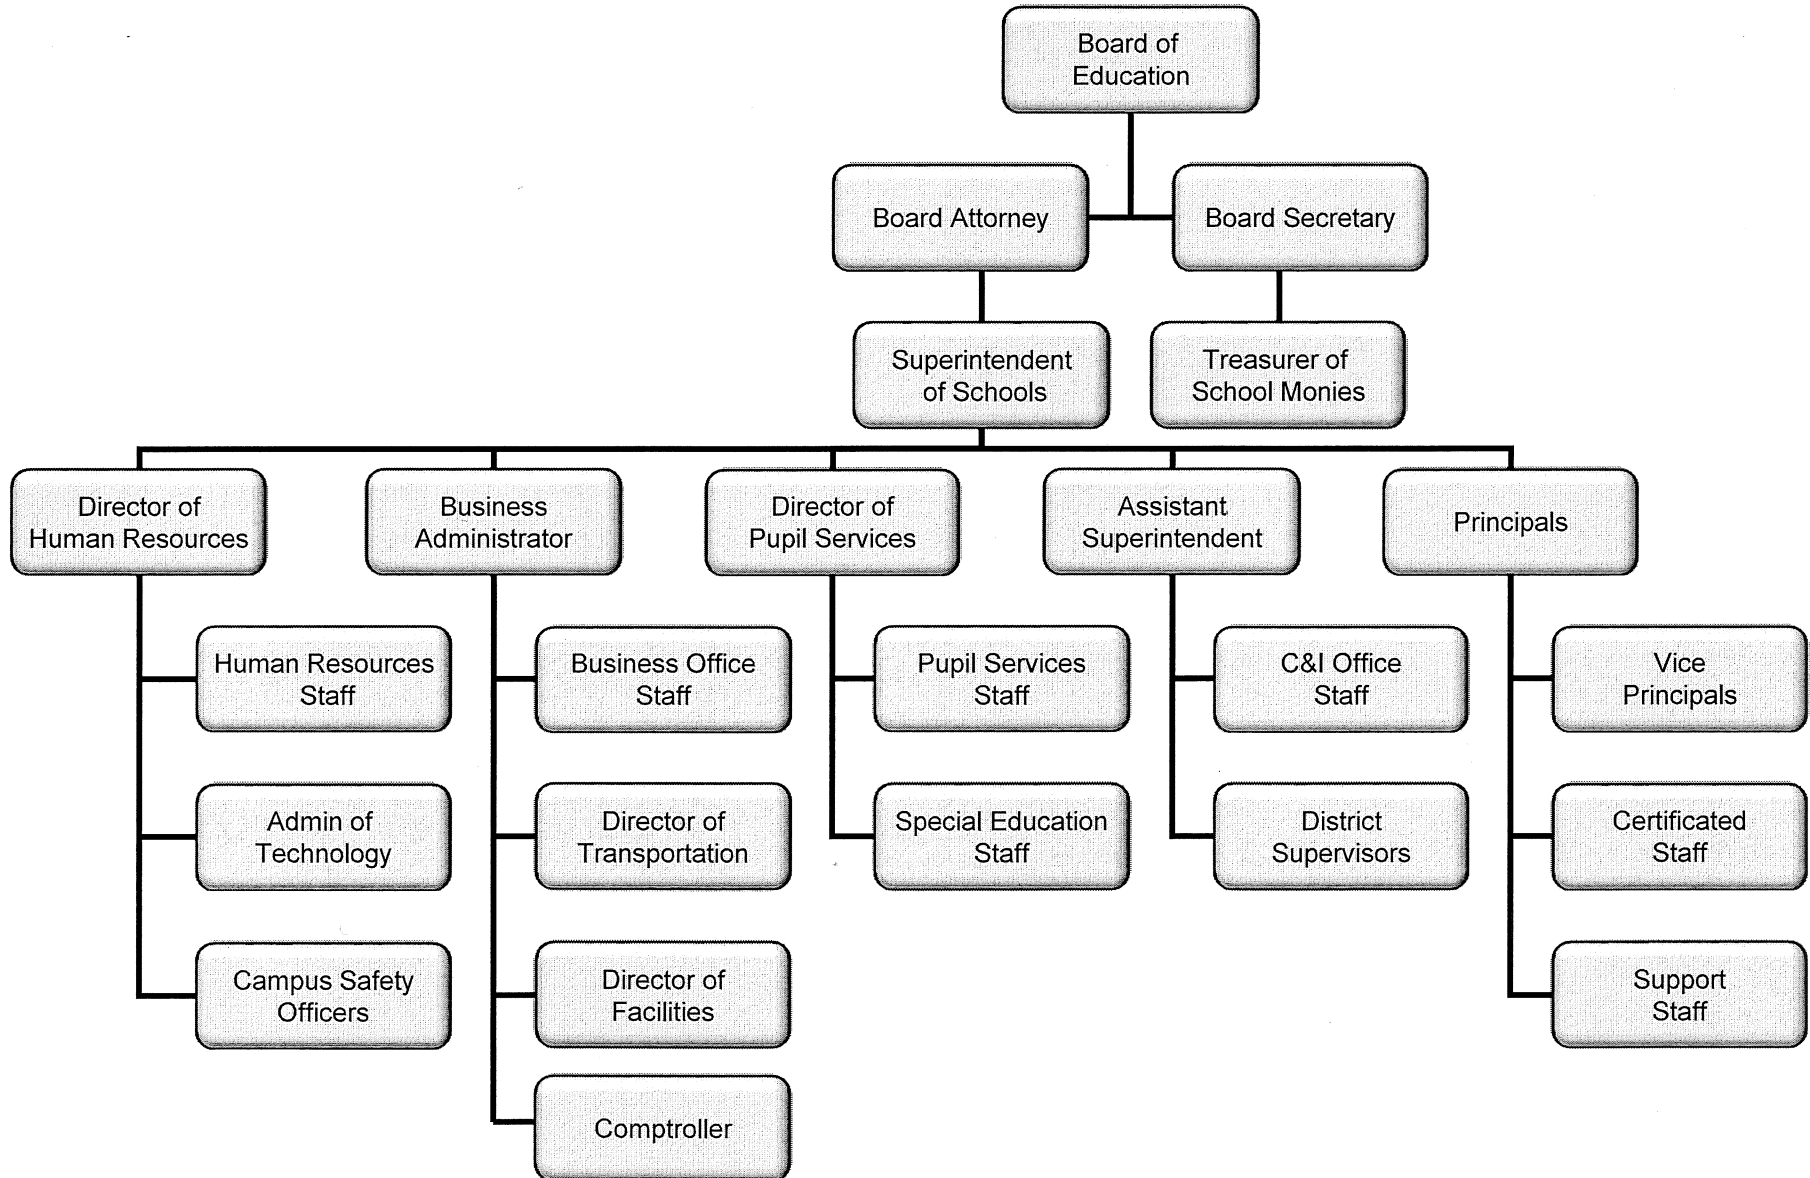 Board of
Education
Board Attorney
Board Secretary
Superintendent
of Schools
Treasurer of
School Monies
Director of
Human Resources
Business
Administrator
Director of
Pupil Services
Assistant
Superintendent
Principals
Human Resources
Staff
Business Office
Staff
Pupil Services
Staff
C&I Office
Staff
Vice
Principals
Admin of
Technology
Director of
Transportation
Special Education
Staff
District
Supervisors
Certificated
Staff
Campus Safety
Officers
Director of
Facilities
Support
Staff
Comptroller